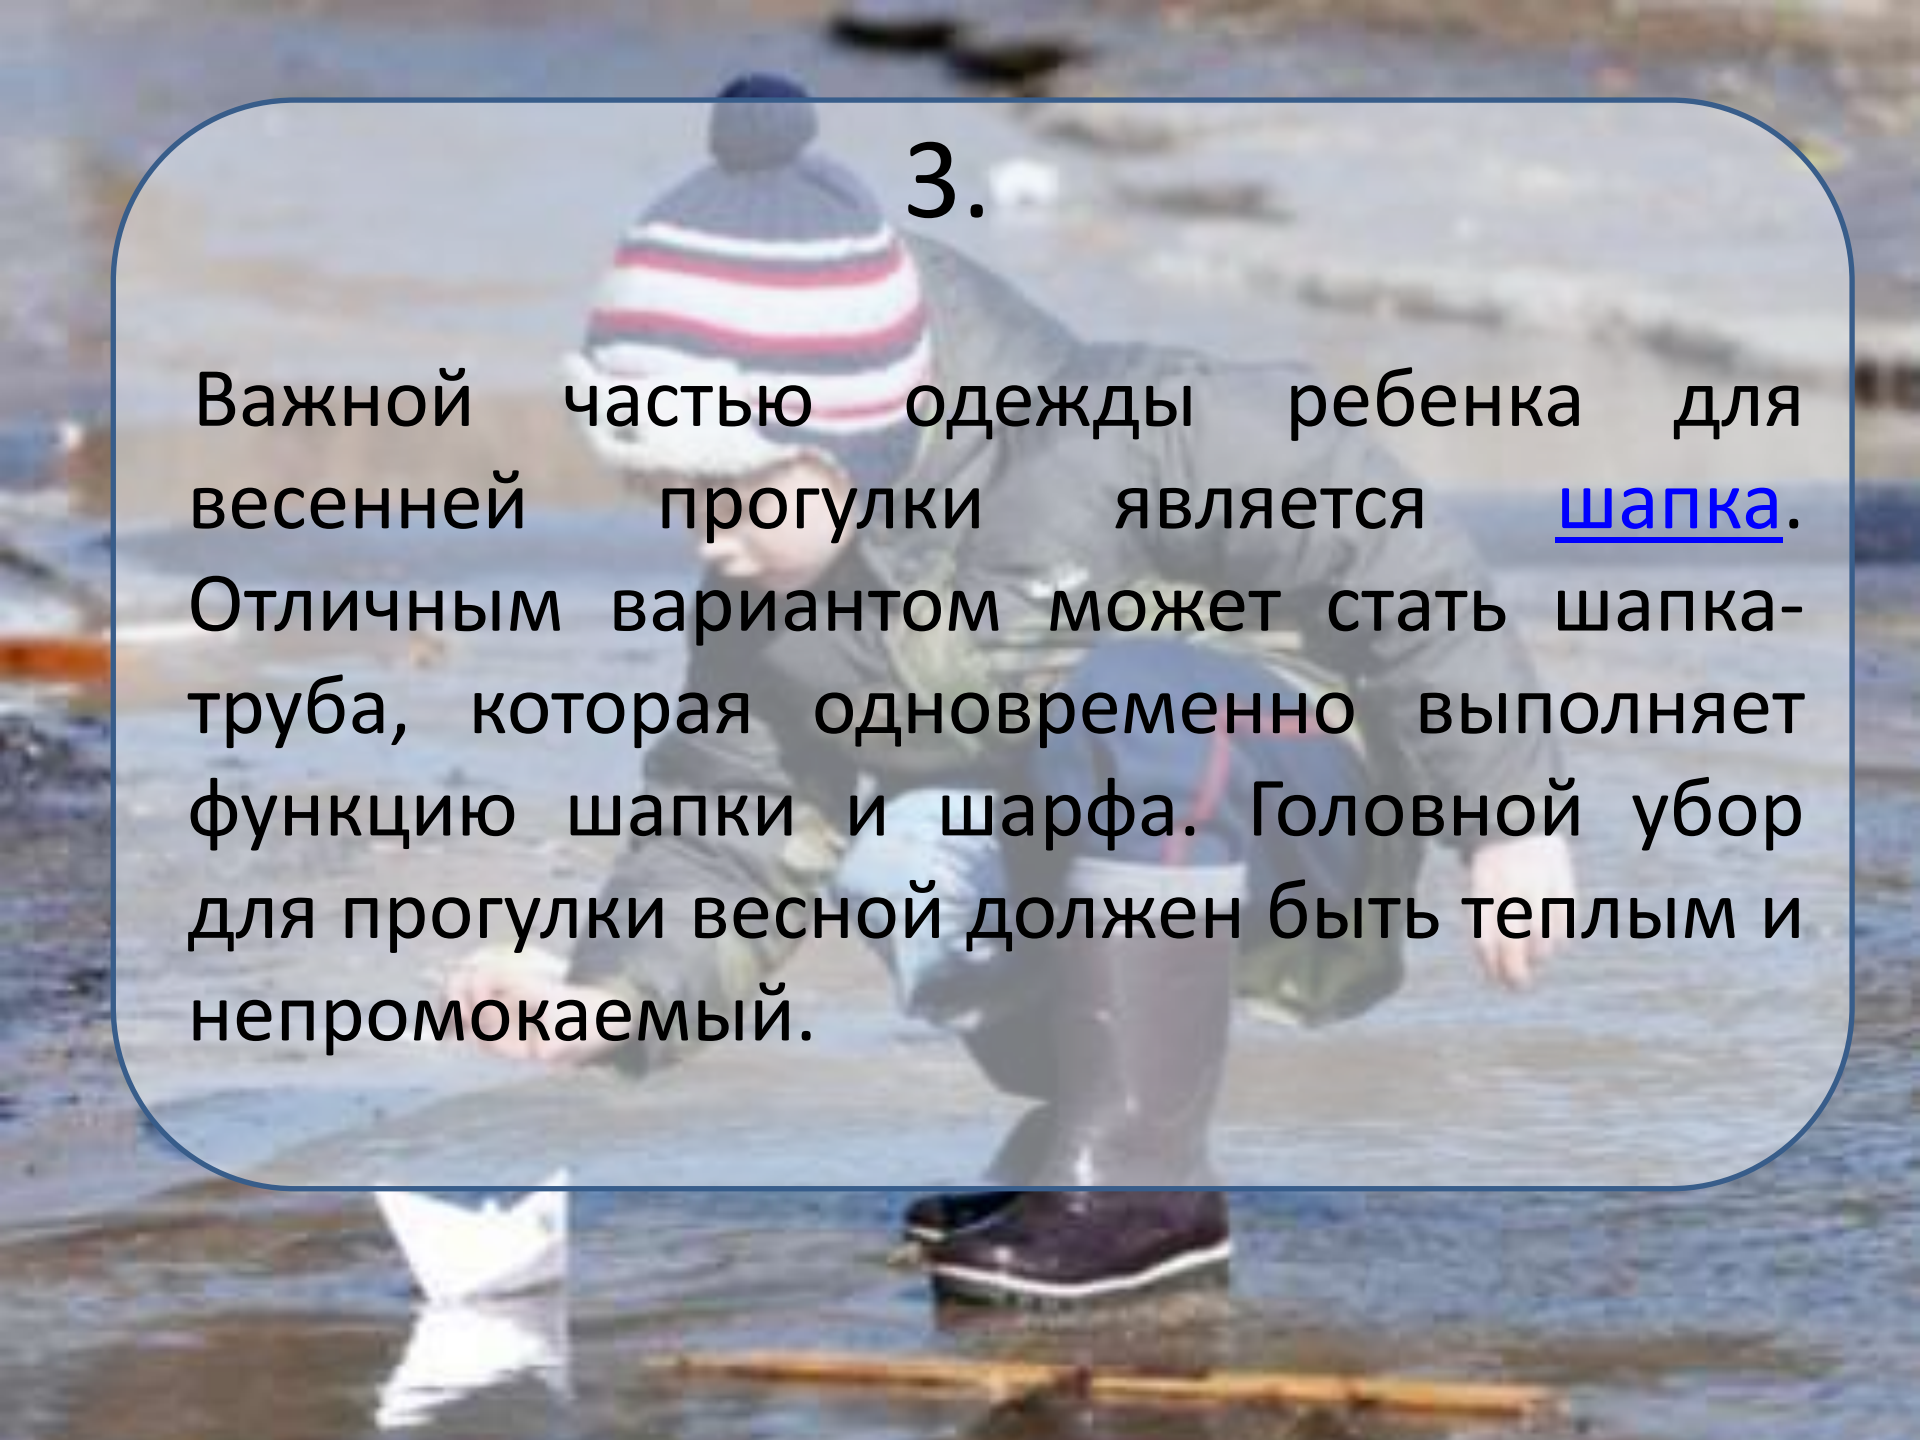 3.
Важной частью одежды ребенка для
весенней прогулки является шапка.
Отличным вариантом может стать шапка-
труба, которая одновременно выполняет
функцию шапки и шарфа. Головной убор
для прогулки весной должен быть теплым и
непромокаемый.